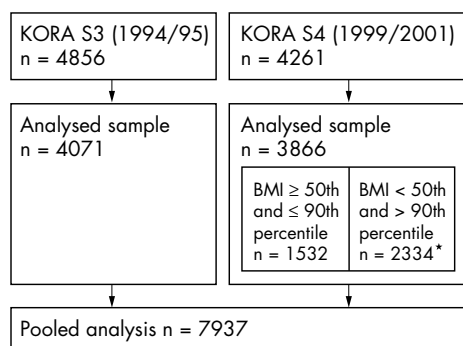 KORA S3 (1994/95)
n = 4856
KORA S4 (1999/2001)
n = 4261
Analysed sample
n = 4071
Analysed sample
n = 3866
BMI ≥ 50th
and ≤ 90th
percentile
n = 1532
BMI < 50th
and > 90th
percentile
n = 2334*
Pooled analysis n = 7937